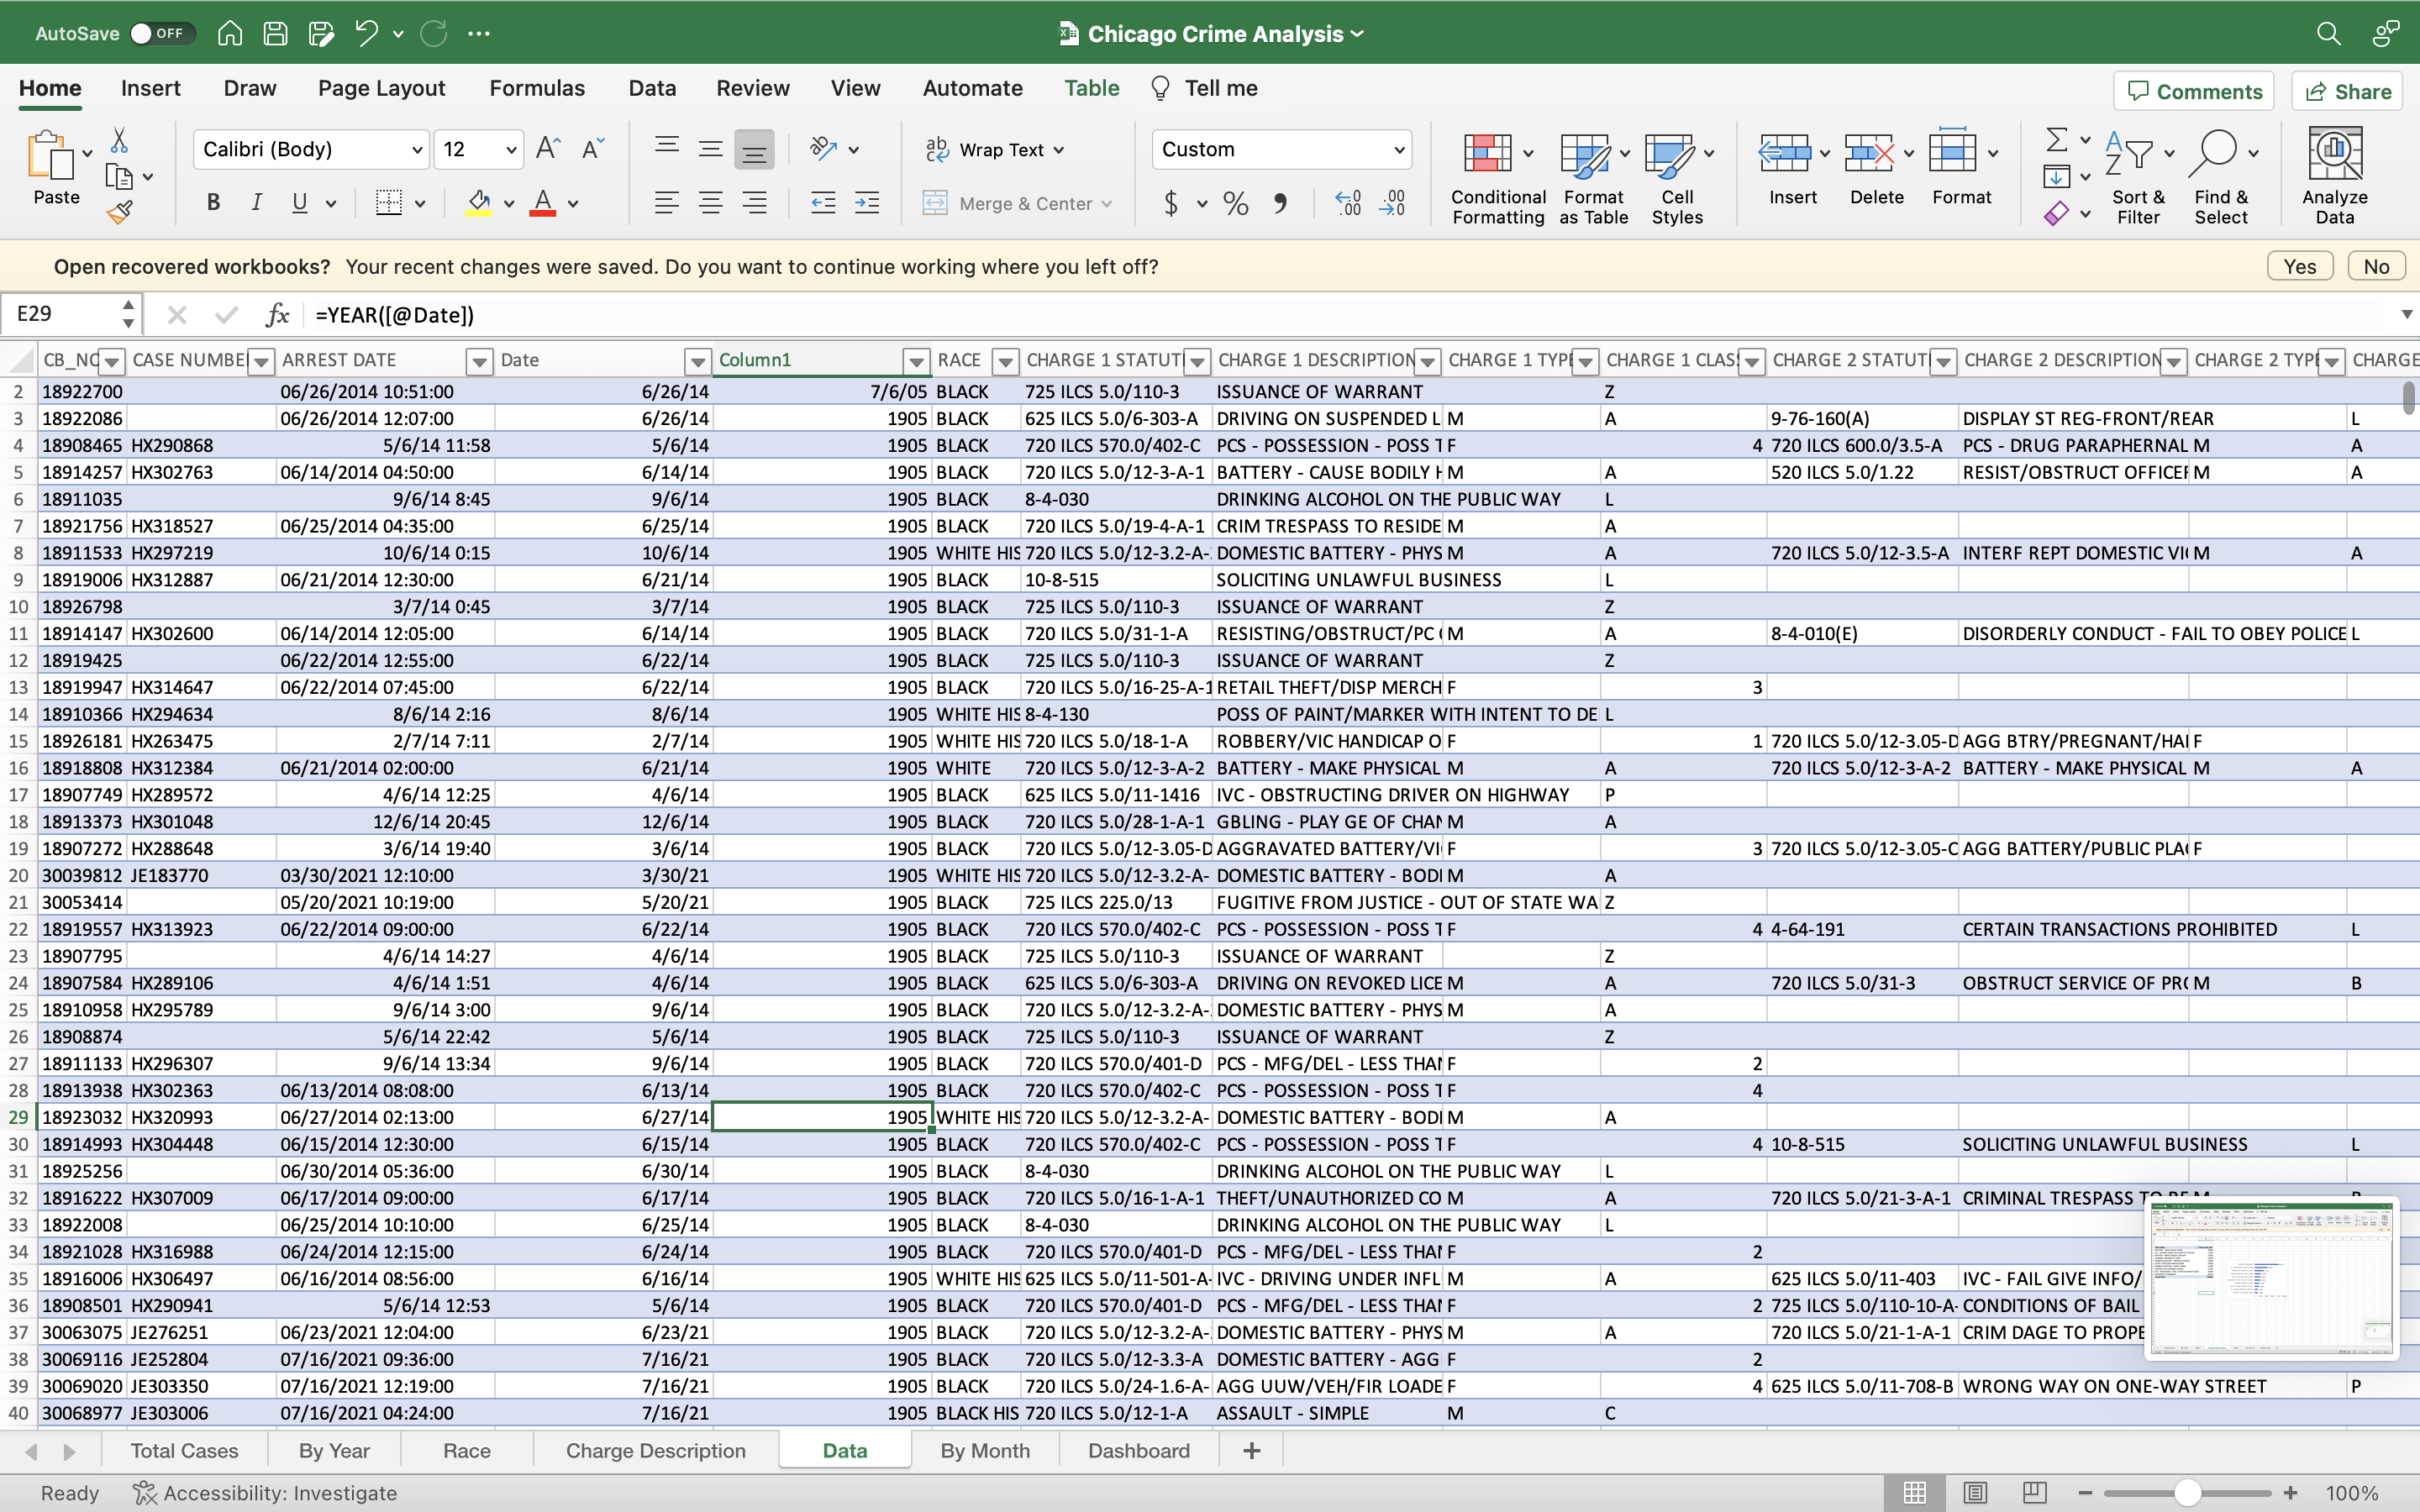 AutoSave OFF Chicago Crime Analysis
Home Insert Draw Page Layout Formulas Data Review View Automate Table Tell me Comments Share
Paste Calibri (Body) 12 A A ab Wrap Text Custom Conditional Formatting Format as Table Cell Styles Insert Delete Format Sort & Filter Find & Select Analyze Data
B I U A Merge & Center $ %
Open recovered workbooks? Your recent changes were saved. Do you want to continue working where you left off? Yes No
E29 fx =YEAR([@Date])
CB_NO CASE NUMBE ARREST DATE Date Column1 RACE CHARGE 1 STATUT CHARGE 1 DESCRIPTION CHARGE 1 TYPE CHARGE 1 CLAS CHARGE 2 STATUT CHARGE 2 DESCRIPTION CHARGE 2 TYPE CHARGE
2 18922700 06/26/2014 10:51:00 6/26/14 7/6/05 BLACK 725 ILCS 5.0/110-3 ISSUANCE OF WARRANT Z
3 18922086 06/26/2014 12:07:00 6/26/14 1905 BLACK 625 ILCS 5.0/6-303-A DRIVING ON SUSPENDED L M A 9-76-160(A) DISPLAY ST REG-FRONT/REAR L
4 18908465 HX290868 5/6/14 11:58 5/6/14 1905 BLACK 720 ILCS 570.0/402-C PCS - POSSESSION - POSS T F 4 720 ILCS 600.0/3.5-A PCS - DRUG PARAPHERNAL M A
5 18914257 HX302763 06/14/2014 04:50:00 6/14/14 1905 BLACK 720 ILCS 5.0/12-3-A-1 BATTERY - CAUSE BODILY H M A 520 ILCS 5.0/1.22 RESIST/OBSTRUCT OFFICER M A
6 18911035 9/6/14 8:45 9/6/14 1905 BLACK 8-4-030 DRINKING ALCOHOL ON THE PUBLIC WAY L
7 18921756 HX318527 06/25/2014 04:35:00 6/25/14 1905 BLACK 720 ILCS 5.0/19-4-A-1 CRIM TRESPASS TO RESIDE M A
8 18911533 HX297219 10/6/14 0:15 10/6/14 1905 WHITE HIS 720 ILCS 5.0/12-3.2-A- DOMESTIC BATTERY - PHYS M A 720 ILCS 5.0/12-3.5-A INTERF REPT DOMESTIC VI M A
9 18919006 HX312887 06/21/2014 12:30:00 6/21/14 1905 BLACK 10-8-515 SOLICITING UNLAWFUL BUSINESS L
10 18926798 3/7/14 0:45 3/7/14 1905 BLACK 725 ILCS 5.0/110-3 ISSUANCE OF WARRANT Z
11 18914147 HX302600 06/14/2014 12:05:00 6/14/14 1905 BLACK 720 ILCS 5.0/31-1-A RESISTING/OBSTRUCT/PC M A 8-4-010(E) DISORDERLY CONDUCT - FAIL TO OBEY POLICE L
12 18919425 06/22/2014 12:55:00 6/22/14 1905 BLACK 725 ILCS 5.0/110-3 ISSUANCE OF WARRANT Z
13 18919947 HX314647 06/22/2014 07:45:00 6/22/14 1905 BLACK 720 ILCS 5.0/16-25-A-1 RETAIL THEFT/DISP MERCH F 3
14 18910366 HX294634 8/6/14 2:16 8/6/14 1905 WHITE HIS 8-4-130 POSS OF PAINT/MARKER WITH INTENT TO DE L
15 18926181 HX263475 2/7/14 7:11 2/7/14 1905 WHITE HIS 720 ILCS 5.0/18-1-A ROBBERY/VIC HANDICAP O F 1 720 ILCS 5.0/12-3.05-D AGG BTRY/PREGNANT/HAI F
16 18918808 HX312384 06/21/2014 02:00:00 6/21/14 1905 WHITE 720 ILCS 5.0/12-3-A-2 BATTERY - MAKE PHYSICAL M A 720 ILCS 5.0/12-3-A-2 BATTERY - MAKE PHYSICAL M A
17 18907749 HX289572 4/6/14 12:25 4/6/14 1905 BLACK 625 ILCS 5.0/11-1416 IVC - OBSTRUCTING DRIVER ON HIGHWAY P
18 18913373 HX301048 12/6/14 20:45 12/6/14 1905 BLACK 720 ILCS 5.0/28-1-A-1 GBLING - PLAY GE OF CHAN M A
19 18907272 HX288648 3/6/14 19:40 3/6/14 1905 BLACK 720 ILCS 5.0/12-3.05-D AGGRAVATED BATTERY/VI F 3 720 ILCS 5.0/12-3.05-C AGG BATTERY/PUBLIC PLA F
20 30039812 JE183770 03/30/2021 12:10:00 3/30/21 1905 WHITE HIS 720 ILCS 5.0/12-3.2-A- DOMESTIC BATTERY - BODI M A
21 30053414 05/20/2021 10:19:00 5/20/21 1905 BLACK 725 ILCS 225.0/13 FUGITIVE FROM JUSTICE - OUT OF STATE WA Z
22 18919557 HX313923 06/22/2014 09:00:00 6/22/14 1905 BLACK 720 ILCS 570.0/402-C PCS - POSSESSION - POSS T F 4 4-64-191 CERTAIN TRANSACTIONS PROHIBITED L
23 18907795 4/6/14 14:27 4/6/14 1905 BLACK 725 ILCS 5.0/110-3 ISSUANCE OF WARRANT Z
24 18907584 HX289106 4/6/14 1:51 4/6/14 1905 BLACK 625 ILCS 5.0/6-303-A DRIVING ON REVOKED LICE M A 720 ILCS 5.0/31-3 OBSTRUCT SERVICE OF PR M B
25 18910958 HX295789 9/6/14 3:00 9/6/14 1905 BLACK 720 ILCS 5.0/12-3.2-A- DOMESTIC BATTERY - PHYS M A
26 18908874 5/6/14 22:42 5/6/14 1905 BLACK 725 ILCS 5.0/110-3 ISSUANCE OF WARRANT Z
27 18911133 HX296307 9/6/14 13:34 9/6/14 1905 BLACK 720 ILCS 570.0/401-D PCS - MFG/DEL - LESS THAN F 2
28 18913938 HX302363 06/13/2014 08:08:00 6/13/14 1905 BLACK 720 ILCS 570.0/402-C PCS - POSSESSION - POSS T F 4
29 18923032 HX320993 06/27/2014 02:13:00 6/27/14 1905 WHITE HIS 720 ILCS 5.0/12-3.2-A- DOMESTIC BATTERY - BODI M A
30 18914993 HX304448 06/15/2014 12:30:00 6/15/14 1905 BLACK 720 ILCS 570.0/402-C PCS - POSSESSION - POSS T F 4 10-8-515 SOLICITING UNLAWFUL BUSINESS L
31 18925256 06/30/2014 05:36:00 6/30/14 1905 BLACK 8-4-030 DRINKING ALCOHOL ON THE PUBLIC WAY L
32 18916222 HX307009 06/17/2014 09:00:00 6/17/14 1905 BLACK 720 ILCS 5.0/16-1-A-1 THEFT/UNAUTHORIZED CO M A 720 ILCS 5.0/21-3-A-1 CRIMINAL TRESPASS
33 18922008 06/25/2014 10:10:00 6/25/14 1905 BLACK 8-4-030 DRINKING ALCOHOL ON THE PUBLIC WAY L
34 18921028 HX316988 06/24/2014 12:15:00 6/24/14 1905 BLACK 720 ILCS 570.0/401-D PCS - MFG/DEL - LESS THAN F 2
35 18916006 HX306497 06/16/2014 08:56:00 6/16/14 1905 WHITE HIS 625 ILCS 5.0/11-501-A- IVC - DRIVING UNDER INFL M A 625 ILCS 5.0/11-403 IVC - FAIL GIVE INFO/
36 18908501 HX290941 5/6/14 12:53 5/6/14 1905 BLACK 720 ILCS 570.0/401-D PCS - MFG/DEL - LESS THAN F 2 725 ILCS 5.0/110-10-A- CONDITIONS OF BAIL
37 30063075 JE276251 06/23/2021 12:04:00 6/23/21 1905 BLACK 720 ILCS 5.0/12-3.2-A- DOMESTIC BATTERY - PHYS M A 720 ILCS 5.0/21-1-A-1 CRIM DAGE TO PROPE
38 30069116 JE252804 07/16/2021 09:36:00 7/16/21 1905 BLACK 720 ILCS 5.0/12-3.3-A DOMESTIC BATTERY - AGG F 2
39 30069020 JE303350 07/16/2021 12:19:00 7/16/21 1905 BLACK 720 ILCS 5.0/24-1.6-A- AGG UUW/VEH/FIR LOADE F 4 625 ILCS 5.0/11-708-B WRONG WAY ON ONE-WAY STREET P
40 30068977 JE303006 07/16/2021 04:24:00 7/16/21 1905 BLACK HIS 720 ILCS 5.0/12-1-A ASSAULT - SIMPLE M C
Total Cases By Year Race Charge Description Data By Month Dashboard +
Ready Accessibility: Investigate 100%